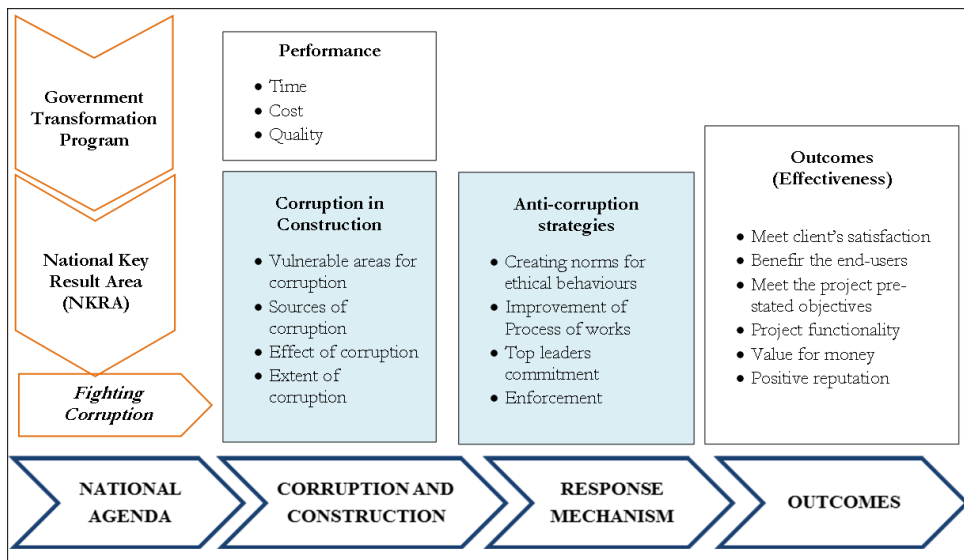 Government
Transformation
Program
National Key
Result Area
(NKRA)
Fighting
Corruption
Performance
• Time
• Cost
• Quality
Corruption in
Construction
• Vulnerable areas for
corruption
• Sources of
corruption
• Effect of corruption
• Extent of
corruption
Anti-corruption
strategies
• Creating norms for
ethical behaviours
• Improvement of
Process of works
• Top leaders
commitment
• Enforcement
Outcomes
(Effectiveness)
• Meet client's satisfaction
• Benefir the end-users
• Meet the project pre-
stated objectives
• Project functionality
• Value for money
• Positive reputation
NATIONAL
AGENDA
CORRUPTION AND
CONSTRUCTION
RESPONSE
MECHANISM
OUTCOMES